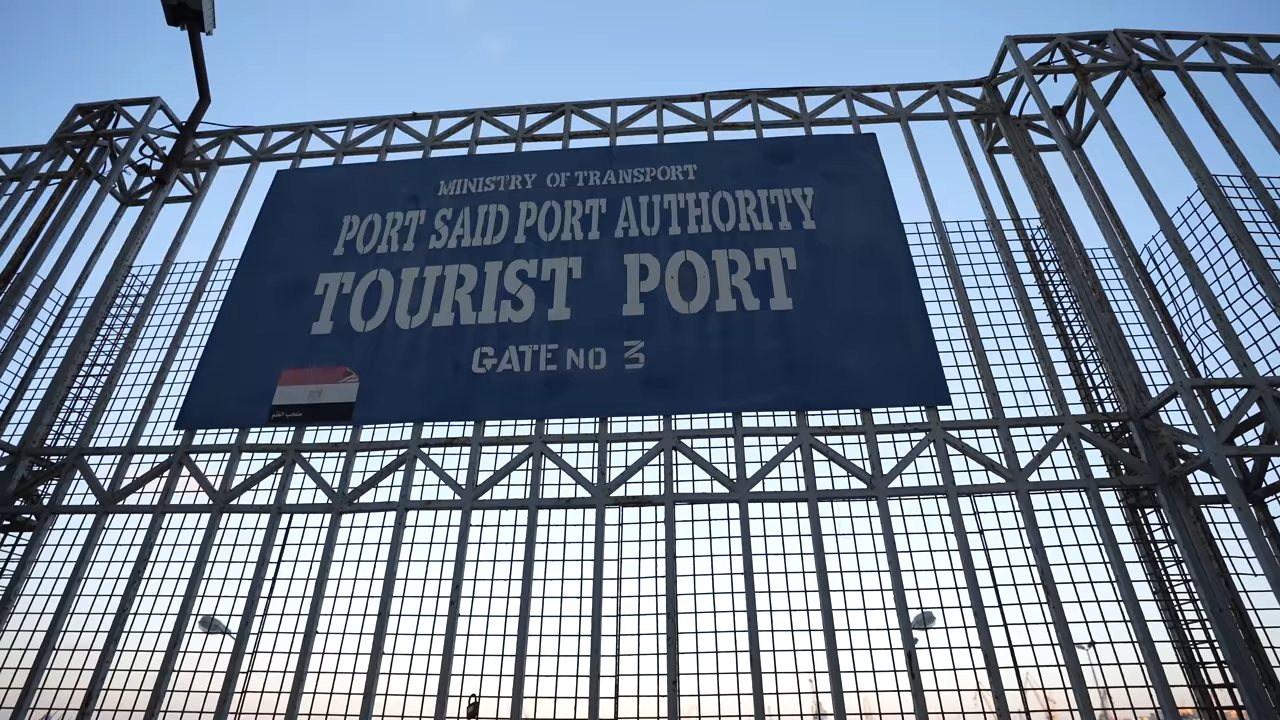 MINISTRY OF TRANSPORT
PORT SAID PORT AUTHORITY
TOURIST PORT
GATE NO 3